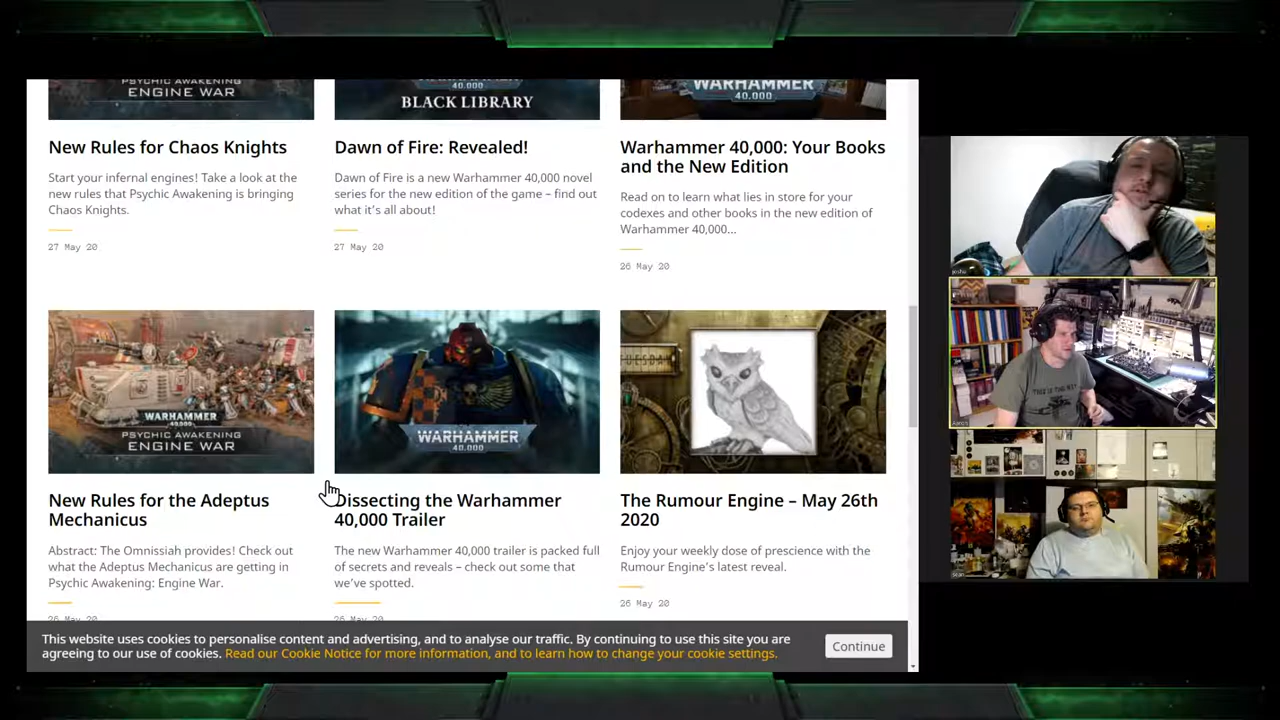 PSYCHIC AWAKENING
ENGINE WAR
40,000
BLACK LIBRARY
WARHAMMER
40,000
New Rules for Chaos Knights
Start your infernal engines! Take a look at the
new rules that Psychic Awakening is bringing
Chaos Knights.
27 May 20
Dawn of Fire: Revealed!
Dawn of Fire is a new Warhammer 40,000 novel
series for the new edition of the game – find out
what it's all about!
27 May 20
Warhammer 40,000: Your Books
and the New Edition
Read on to learn what lies in store for your
codexes and other books in the new edition of
Warhammer 40,000...
26 May 20
WARHAMMER
40,000
PSYCHIC AWAKENING
ENGINE WAR
WARHAMMER
40,000
TUESDAY
New Rules for the Adeptus
Mechanicus
Abstract: The Omnissiah provides! Check out
what the Adeptus Mechanicus are getting in
Psychic Awakening: Engine War.
26 May 20
Dissecting the Warhammer
40,000 Trailer
The new Warhammer 40,000 trailer is packed full
of secrets and reveals – check out some that
we've spotted.
26 May 20
The Rumour Engine – May 26th
2020
Enjoy your weekly dose of prescience with the
Rumour Engine's latest reveal.
26 May 20
This website uses cookies to personalise content and advertising, and to analyse our traffic. By continuing to use this site you are
agreeing to our use of cookies. Read our Cookie Notice for more information, and to learn how to change your cookie settings.
Continue
Aaron
Sean